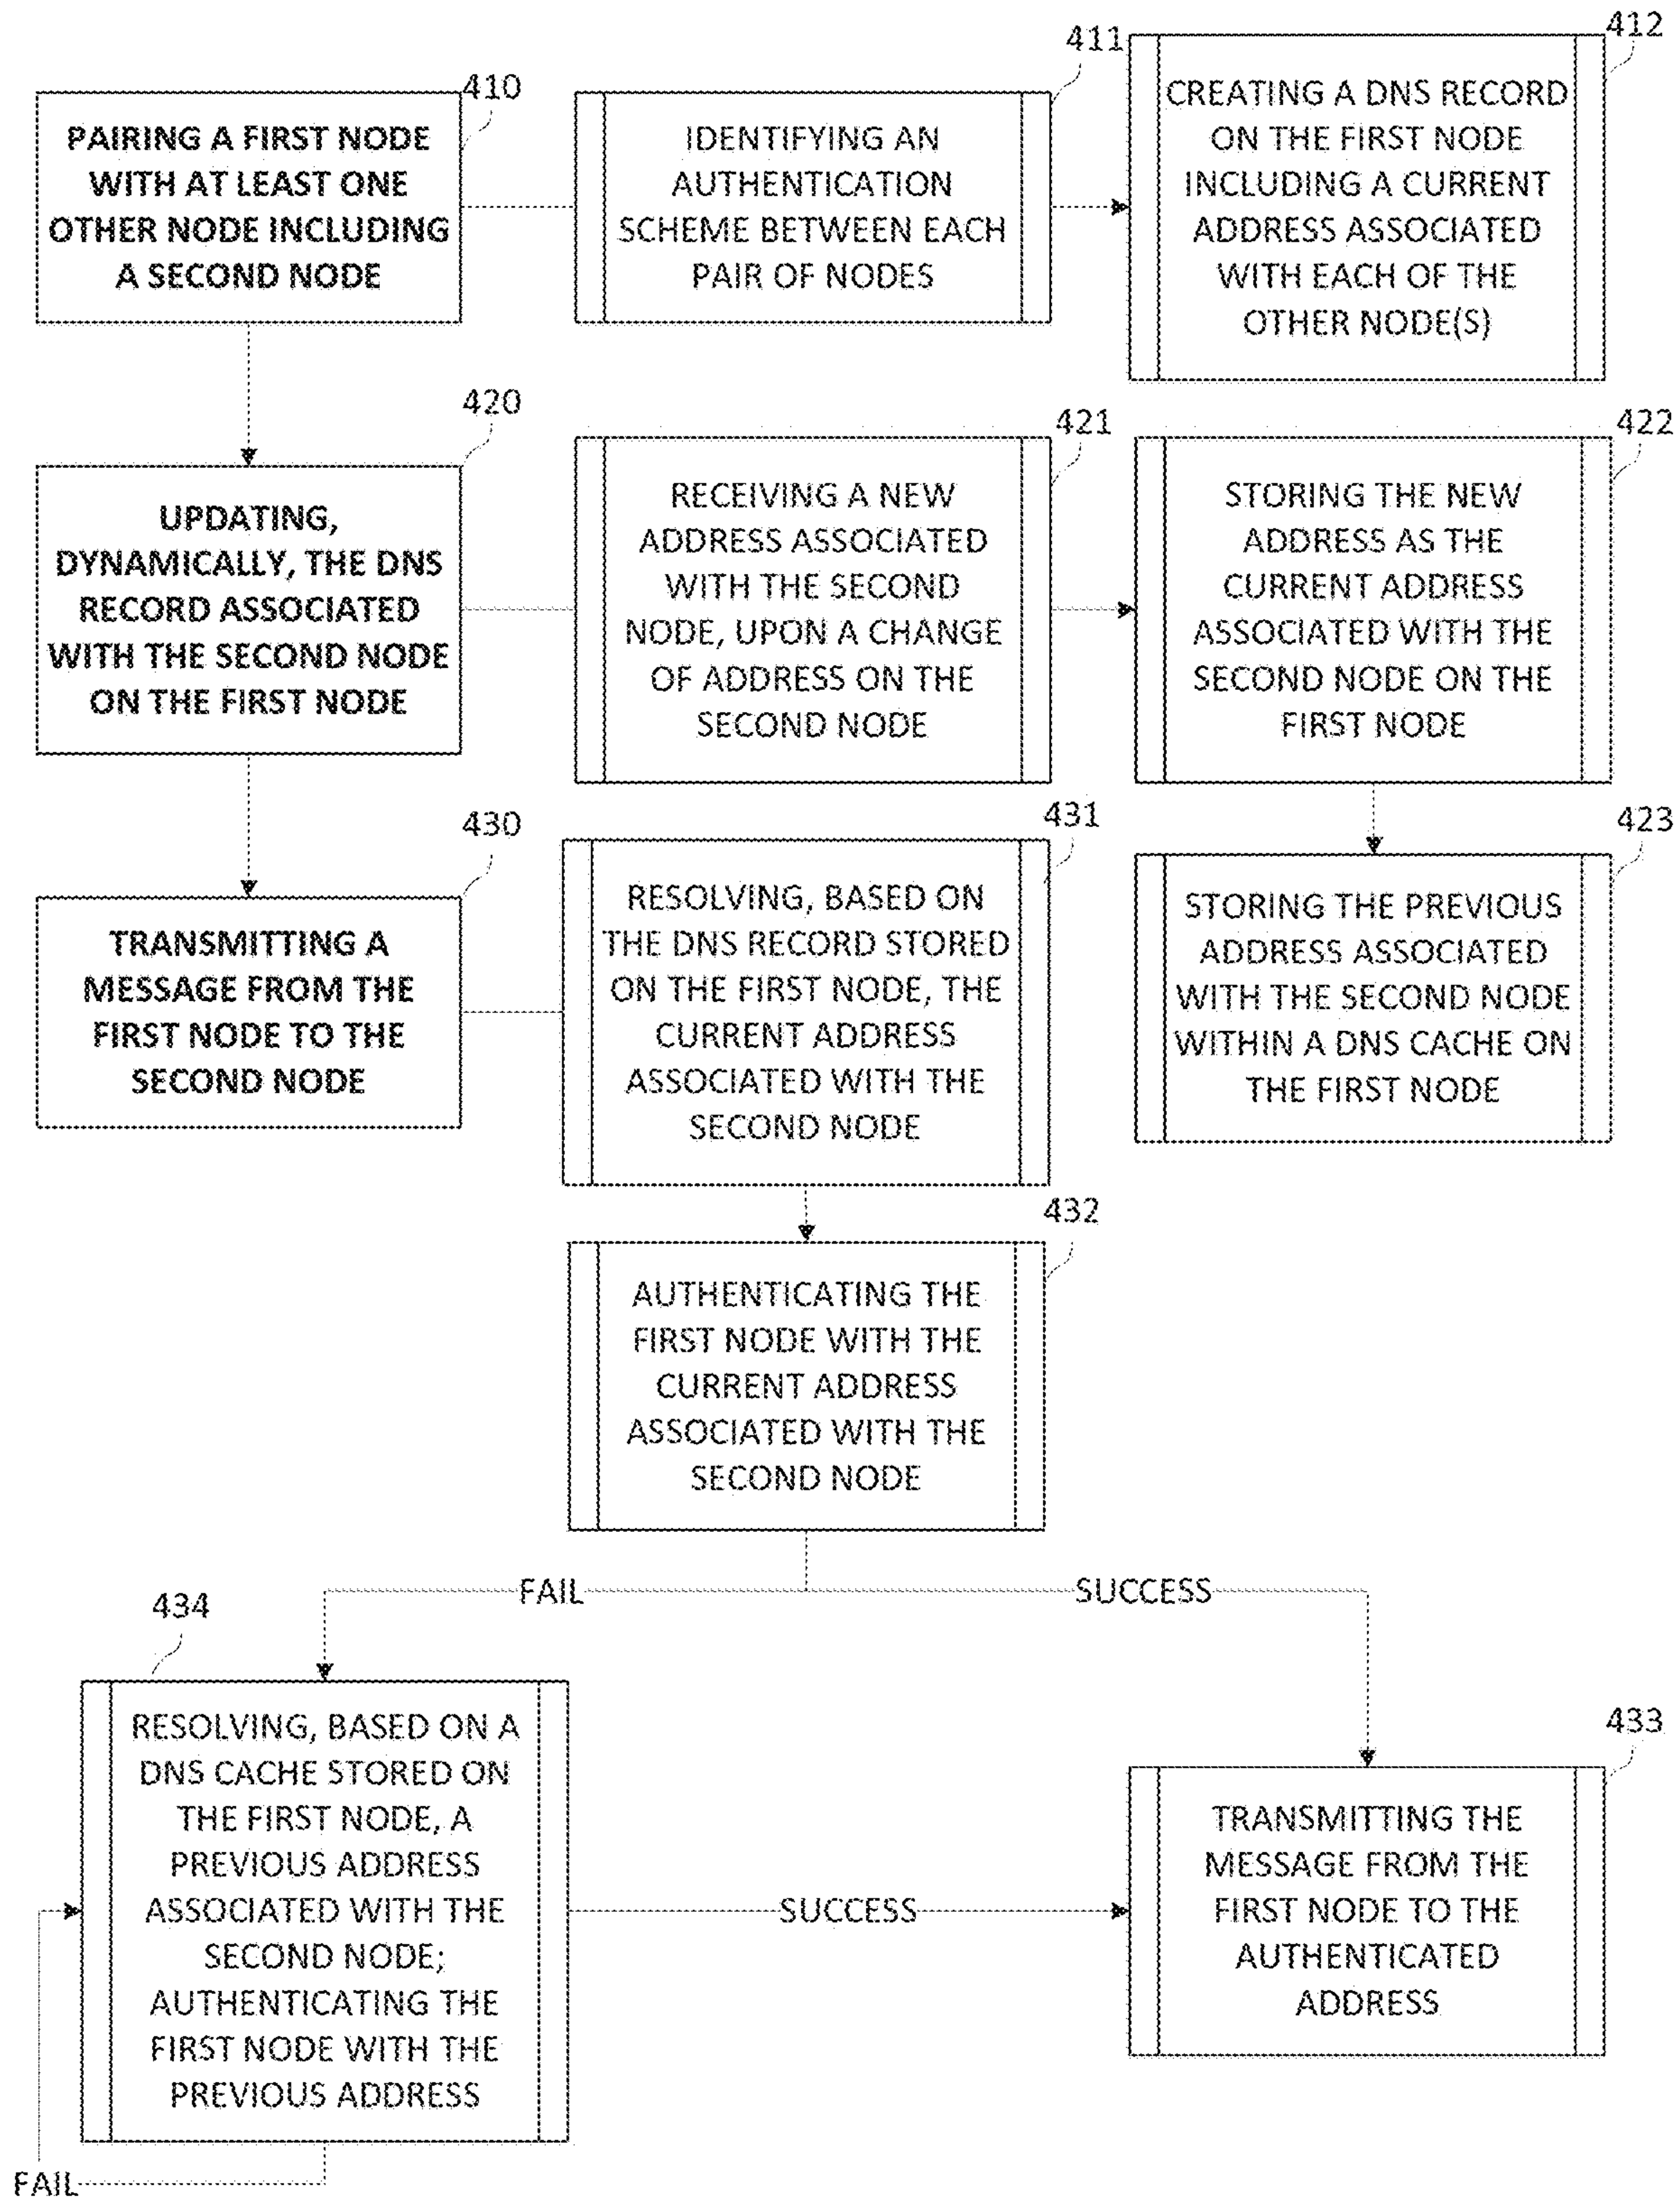 410
PAIRING A FIRST NODE
WITH AT LEAST ONE
OTHER NODE INCLUDING
A SECOND NODE
411
IDENTIFYING AN
AUTHENTICATION
SCHEME BETWEEN EACH
PAIR OF NODES
412
CREATING A DNS RECORD
ON THE FIRST NODE
INCLUDING A CURRENT
ADDRESS ASSOCIATED
WITH EACH OF THE
OTHER NODE(S)
420
UPDATING,
DYNAMICALLY, THE DNS
RECORD ASSOCIATED
WITH THE SECOND NODE
ON THE FIRST NODE
421
RECEIVING A NEW
ADDRESS ASSOCIATED
WITH THE SECOND
NODE, UPON A CHANGE
OF ADDRESS ON THE
SECOND NODE
422
STORING THE NEW
ADDRESS AS THE
CURRENT ADDRESS
ASSOCIATED WITH THE
SECOND NODE ON THE
FIRST NODE
423
STORING THE PREVIOUS
ADDRESS ASSOCIATED
WITH THE SECOND NODE
WITHIN A DNS CACHE ON
THE FIRST NODE
430
TRANSMITTING A
MESSAGE FROM THE
FIRST NODE TO THE
SECOND NODE
431
RESOLVING, BASED ON
THE DNS RECORD STORED
ON THE FIRST NODE, THE
CURRENT ADDRESS
ASSOCIATED WITH THE
SECOND NODE
432
AUTHENTICATING THE
FIRST NODE WITH THE
CURRENT ADDRESS
ASSOCIATED WITH THE
SECOND NODE
FAIL
SUCCESS
434
RESOLVING, BASED ON A
DNS CACHE STORED ON
THE FIRST NODE, A
PREVIOUS ADDRESS
ASSOCIATED WITH THE
SECOND NODE;
AUTHENTICATING THE
FIRST NODE WITH THE
PREVIOUS ADDRESS
SUCCESS
433
TRANSMITTING THE
MESSAGE FROM THE
FIRST NODE TO THE
AUTHENTICATED
ADDRESS
FAIL